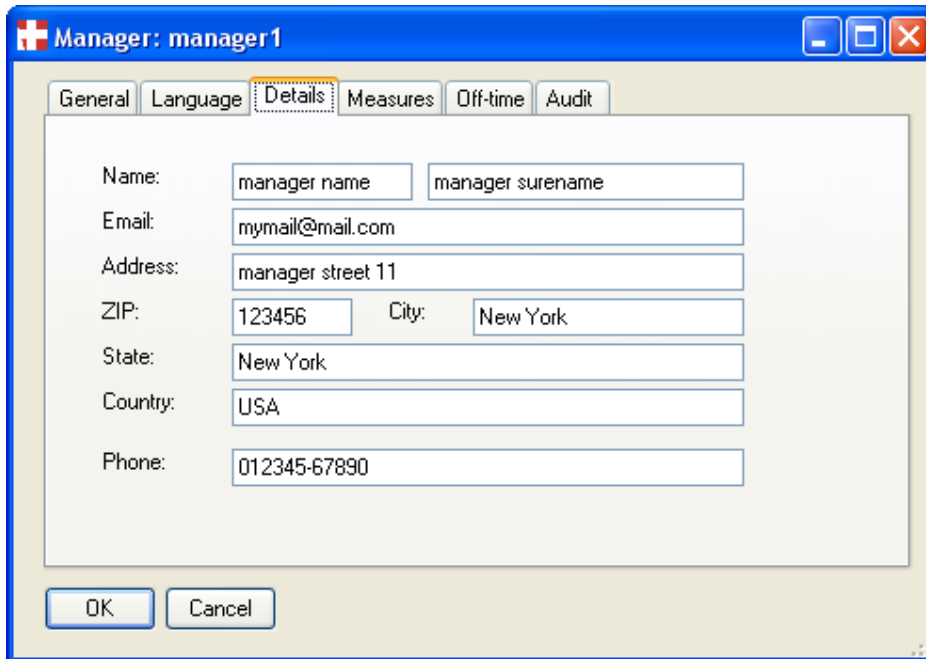 Manager: manager1
General Language Details Measures Off-time Audit
Name: manager name manager surename
Email: mymail@mail.com
Address: manager street 11
ZIP: 123456 City: New York
State: New York
Country: USA
Phone: 012345-67890
OK Cancel